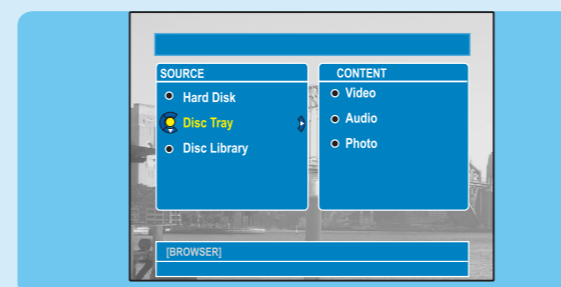 SOURCE
Hard Disk
Disc Tray
Disc Library
CONTENT
Video
Audio
Photo
[BROWSER]